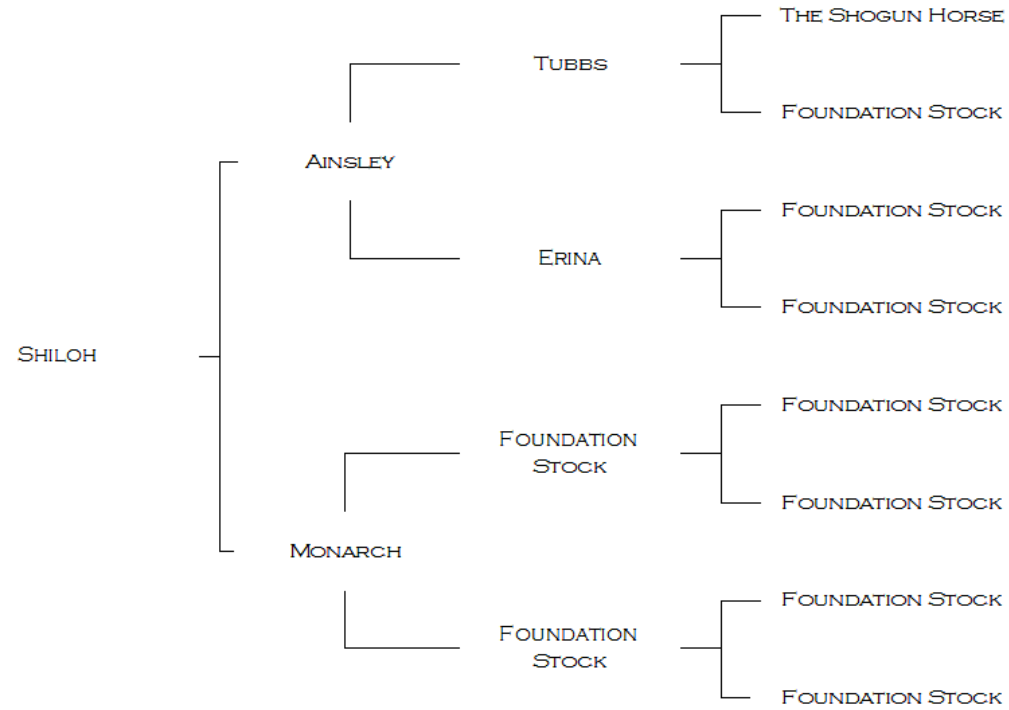 The Shogun Horse
Tubbs
Foundation Stock
Ainsley
Foundation Stock
Erina
Foundation Stock
Shiloh
Foundation Stock
Foundation
Stock
Foundation Stock
Monarch
Foundation Stock
Foundation
Stock
Foundation Stock